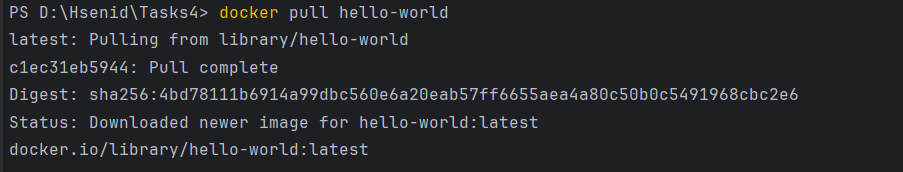 PS D:\Hsenid\Tasks4> docker pull hello-world
latest: Pulling from library/hello-world
c1ec31eb5944: Pull complete
Digest: sha256:4bd78111b6914a99dbc560e6a20eab57ff6655aea4a80c50b0c5491968cbc2e6
Status: Downloaded newer image for hello-world:latest
docker.io/library/hello-world:latest